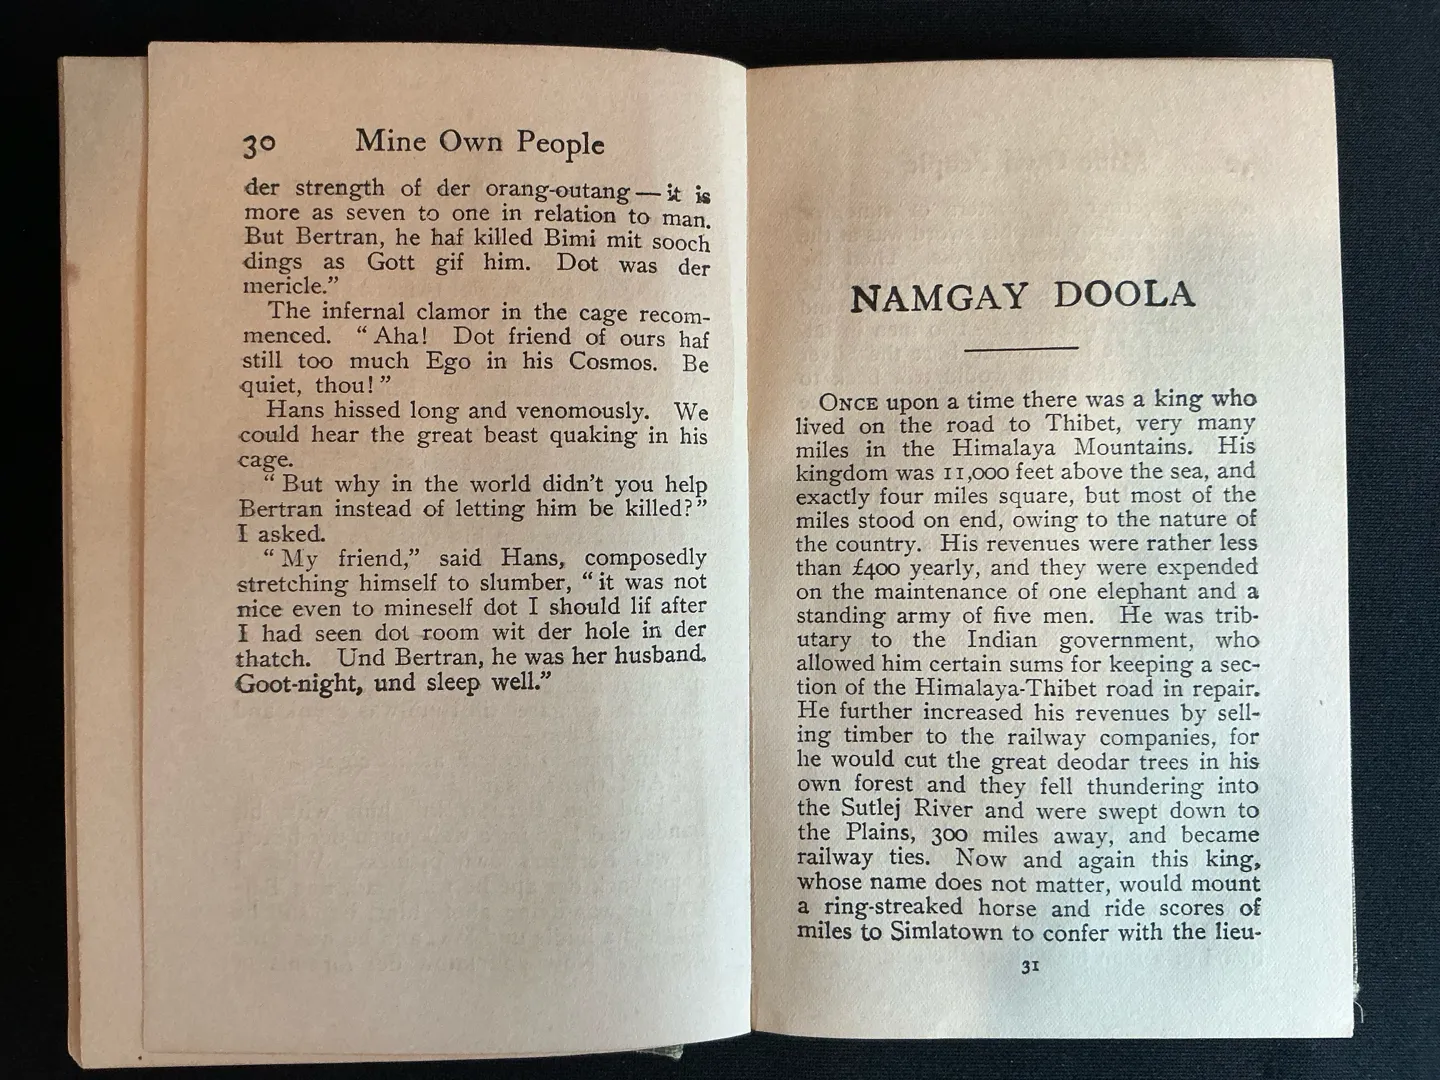 30 Mine Own People
der strength of der orang-outang — it is
more as seven to one in relation to man.
But Bertran, he haf killed Bimi mit sooch
dings as Gott gif him. Dot was der
mericle.”
The infernal clamor in the cage recom-
menced. “Aha! Dot friend of ours haf
still too much Ego in his Cosmos. Be
quiet, thou!”
Hans hissed long and venomously. We
could hear the great beast quaking in his
cage.
“But why in the world didn’t you help
Bertran instead of letting him be killed?”
I asked.
“My friend,” said Hans, composedly
stretching himself to slumber, “it was not
nice even to mineself dot I should lif after
I had seen dot room wit der hole in der
thatch. Und Bertran, he was her husband.
Goot-night, und sleep well.”
NAMGAY DOOLA
ONCE upon a time there was a king who
lived on the road to Thibet, very many
miles in the Himalaya Mountains. His
kingdom was 11,000 feet above the sea, and
exactly four miles square, but most of the
miles stood on end, owing to the nature of
the country. His revenues were rather less
than £400 yearly, and they were expended
on the maintenance of one elephant and a
standing army of five men. He was trib-
utary to the Indian government, who
allowed him certain sums for keeping a sec-
tion of the Himalaya-Thibet road in repair.
He further increased his revenues by sell-
ing timber to the railway companies, for
he would cut the great deodar trees in his
own forest and they fell thundering into
the Sutlej River and were swept down to
the Plains, 300 miles away, and became
railway ties. Now and again this king,
whose name does not matter, would mount
a ring-streaked horse and ride scores of
miles to Simlatown to confer with the lieu-
31